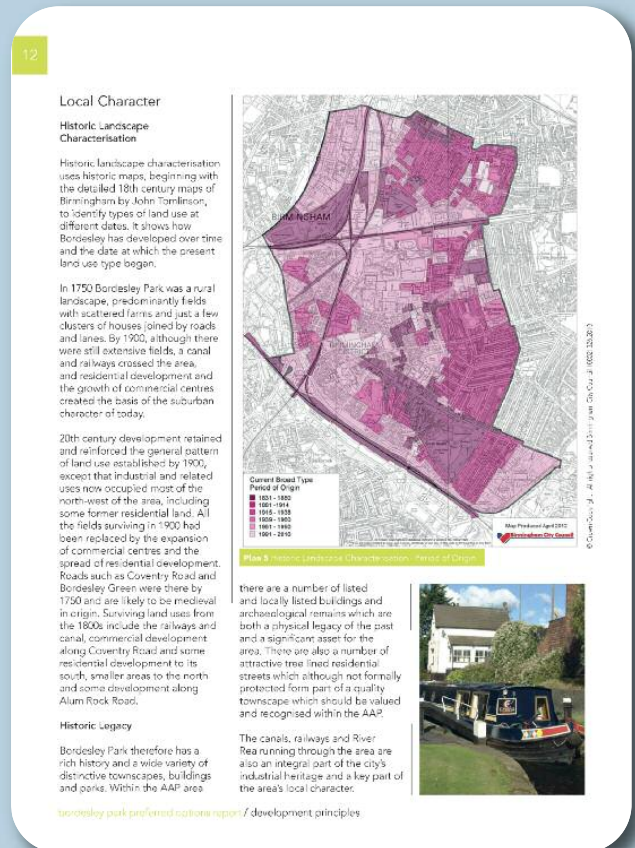 12
Local Character
Historic Landscape
Characterisation
Historic landscape characterisation
uses historic maps, beginning with
the detailed 18th century maps of
Birmingham by John Tomlinson,
to identify types of land use at
different dates. It shows how
Bordesley has developed over time
and the date at which the present
land use type began.
In 1750 Bordesley Park was a rural
landscape, predominantly fields
with scattered farms and just a few
clusters of houses joined by roads
and lanes. By 1900, although there
were still extensive fields, a canal
and railways crossed the area,
and residential development and
the growth of commercial centres
created the basis of the suburban
character of today.
20th century development retained
and reinforced the general pattern
of land use established by 1900,
except that industrial and related
uses now occupied most of the
north-west of the area, including
some former residential land. All
the fields surviving in 1900 had
been replaced by the expansion
of commercial centres and the
spread of residential development.
Roads such as Coventry Road and
Bordesley Green were there by
1750 and are likely to be medieval
in origin. Surviving land uses from
the 1800s include the railways and
canal, commercial development
along Coventry Road and some
residential development to its
south, smaller areas to the north
and some development along
Alum Rock Road.
Historic Legacy
Bordesley Park therefore has a
rich history and a wide variety of
distinctive townscapes, buildings
and parks. Within the AAP area
BIRMINGHAM
BIRMINGHAM
Current Broad Type
Period of Origin
1881 - 1914
1915 - 1938
1939 - 1960
1991 - 2010
Map Produced April 2010
Birmingham City Council
Plan 5 Historic Landscape Characterisation - Period of Origin
there are a number of listed
and locally listed buildings and
archaeological remains which are
both a physical legacy of the past
and a significant asset for the
area. There are also a number of
attractive tree lined residential
streets which although not formally
protected form part of a quality
townscape which should be valued
and recognised within the AAP.
The canals, railways and River
Rea running through the area are
also an integral part of the city's
industrial heritage and a key part of
the area's local character.
bordesley park preferred options report / development principles